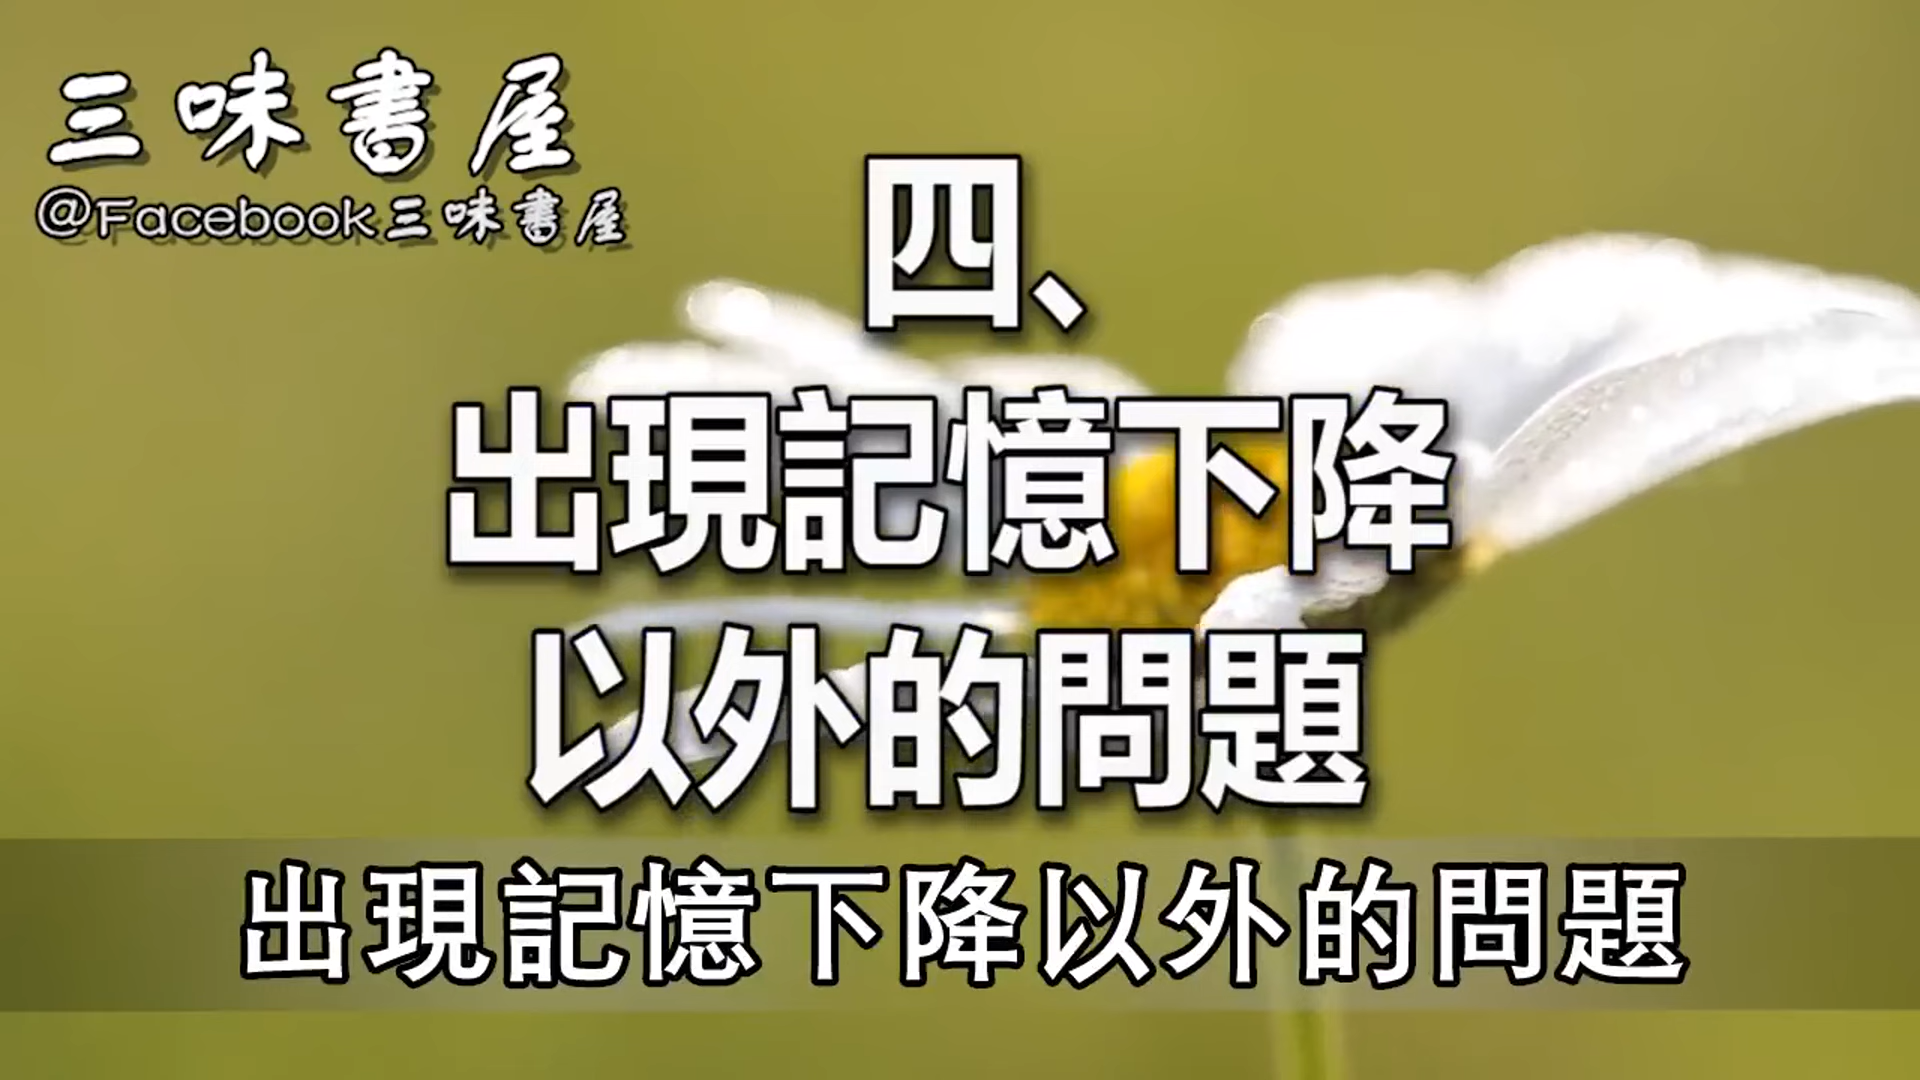 三味書屋
@Facebook三味書屋
四、
出現記憶下降
以外的問題
出現記憶下降以外的問題